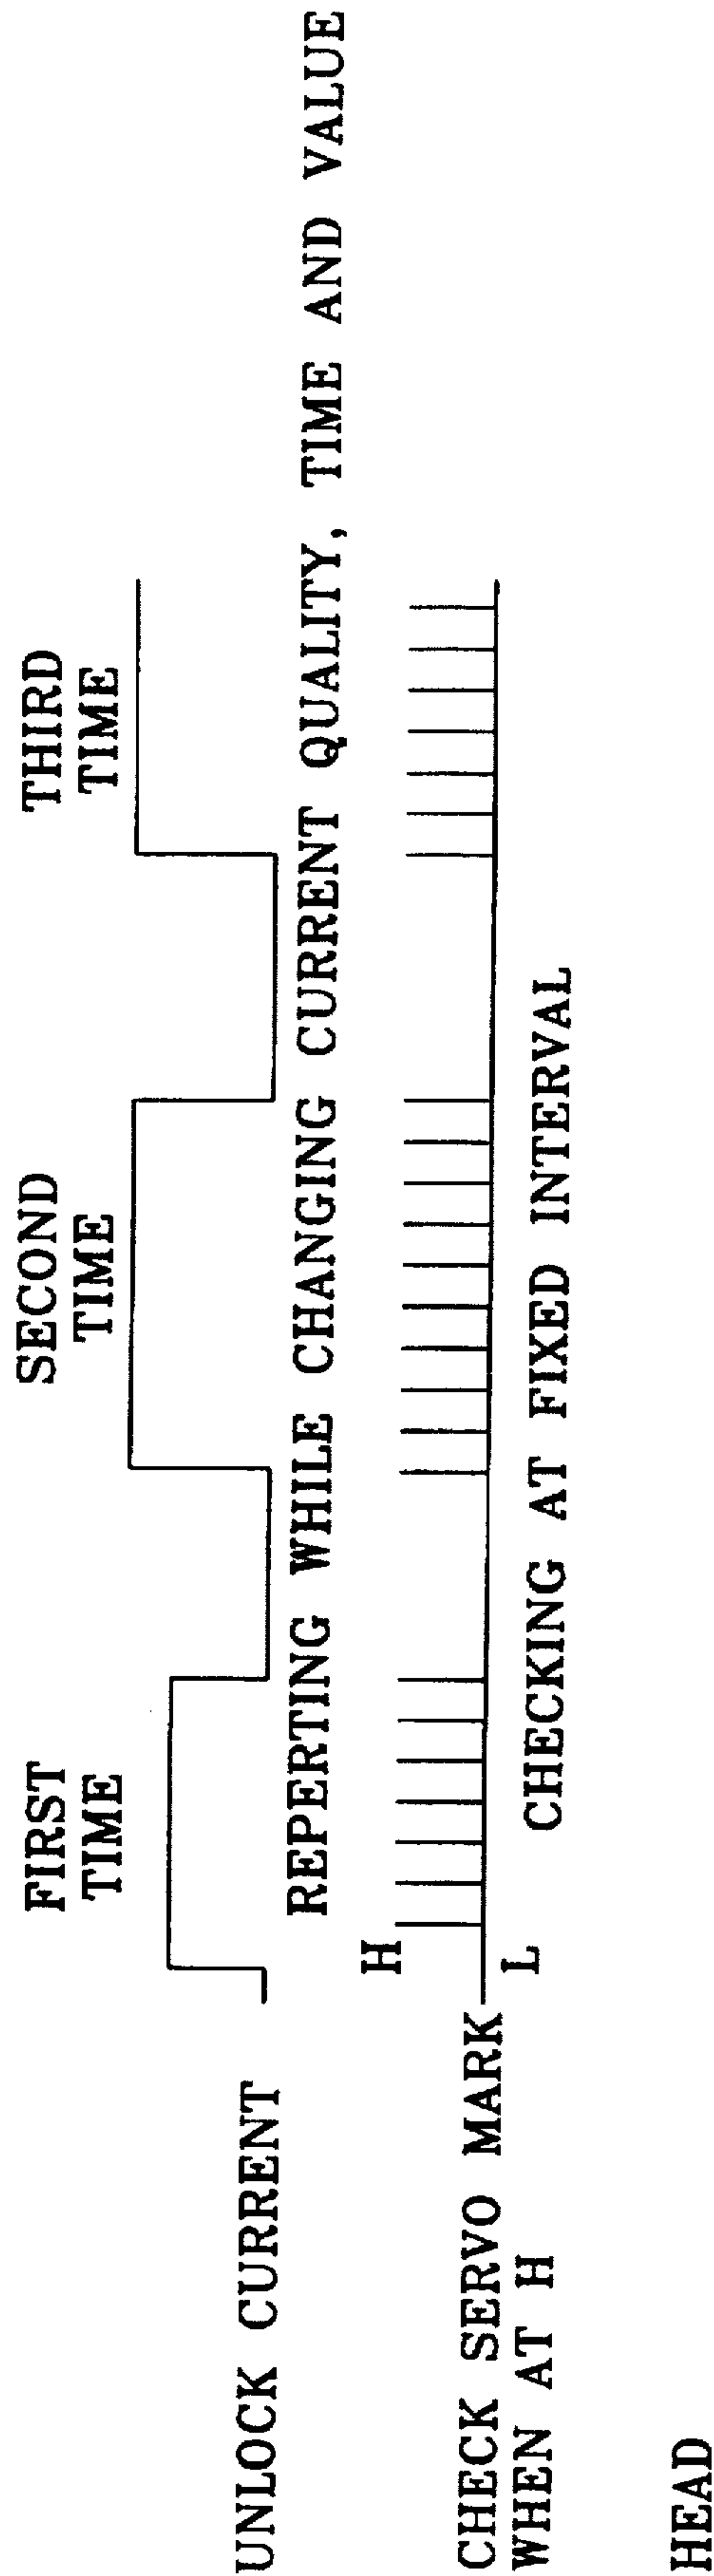 FIRST
TIME
SECOND
TIME
THIRD
TIME
UNLOCK CURRENT
REPERTING WHILE CHANGING CURRENT QUALITY, TIME AND VALUE
H
CHECK SERVO MARK
WHEN AT H
L
CHECKING AT FIXED INTERVAL
HEAD